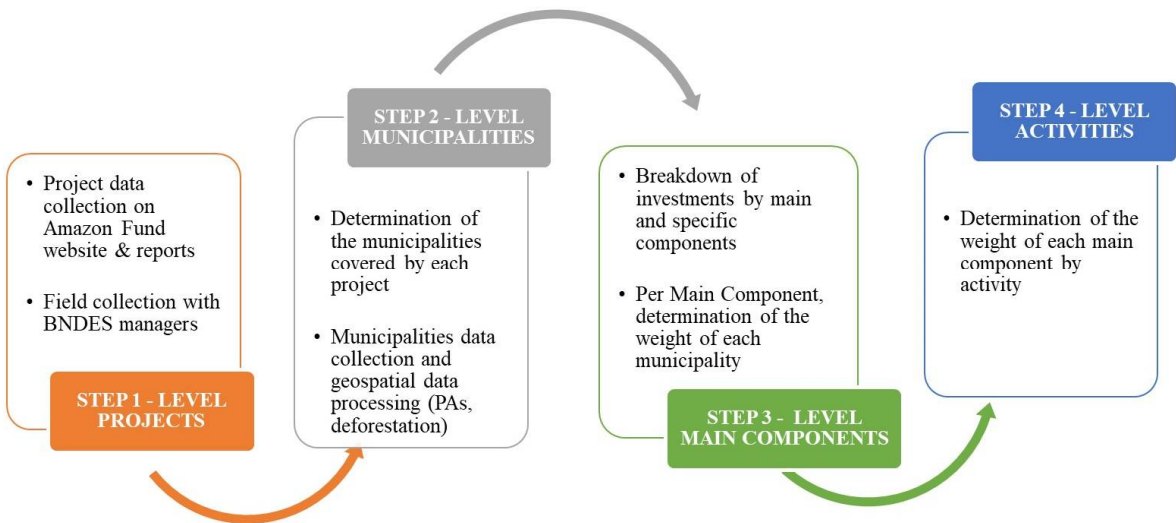 • Project data
collection on
Amazon Fund
website & reports
• Field collection with
BNDES managers
STEP 1 - LEVEL
PROJECTS
STEP 2 - LEVEL
MUNICIPALITIES
• Determination of
the municipalities
covered by each
project
• Municipalities data
collection and
geospatial data
processing (PAs,
deforestation)
• Breakdown of
investments by main
and specific
components
• Per Main Component,
determination of the
weight of each
municipality
STEP 3 - LEVEL
MAIN COMPONENTS
STEP 4 - LEVEL
ACTIVITIES
• Determination of the
weight of each main
component by
activity